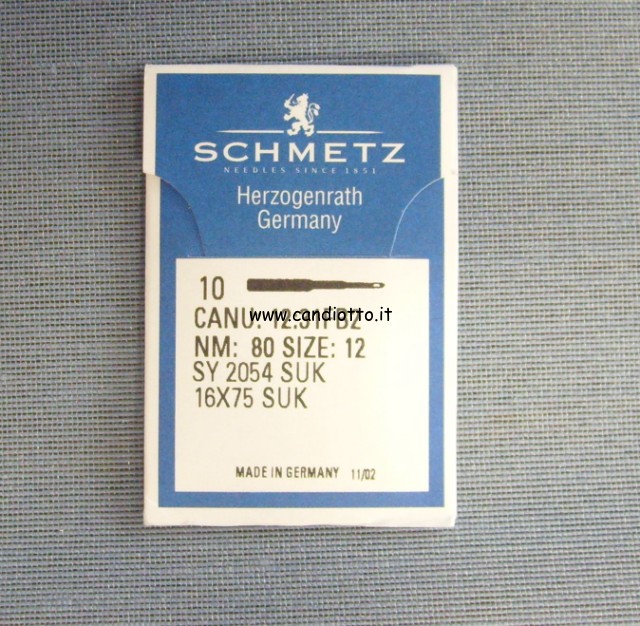 SCHMETZ
NEEDLES SINCE 1851
Herzogenrath
Germany
10
www.candiotto.it
CANU:
NM: 80 SIZE: 12
SY 2054 SUK
16X75 SUK
MADE IN GERMANY 11/02